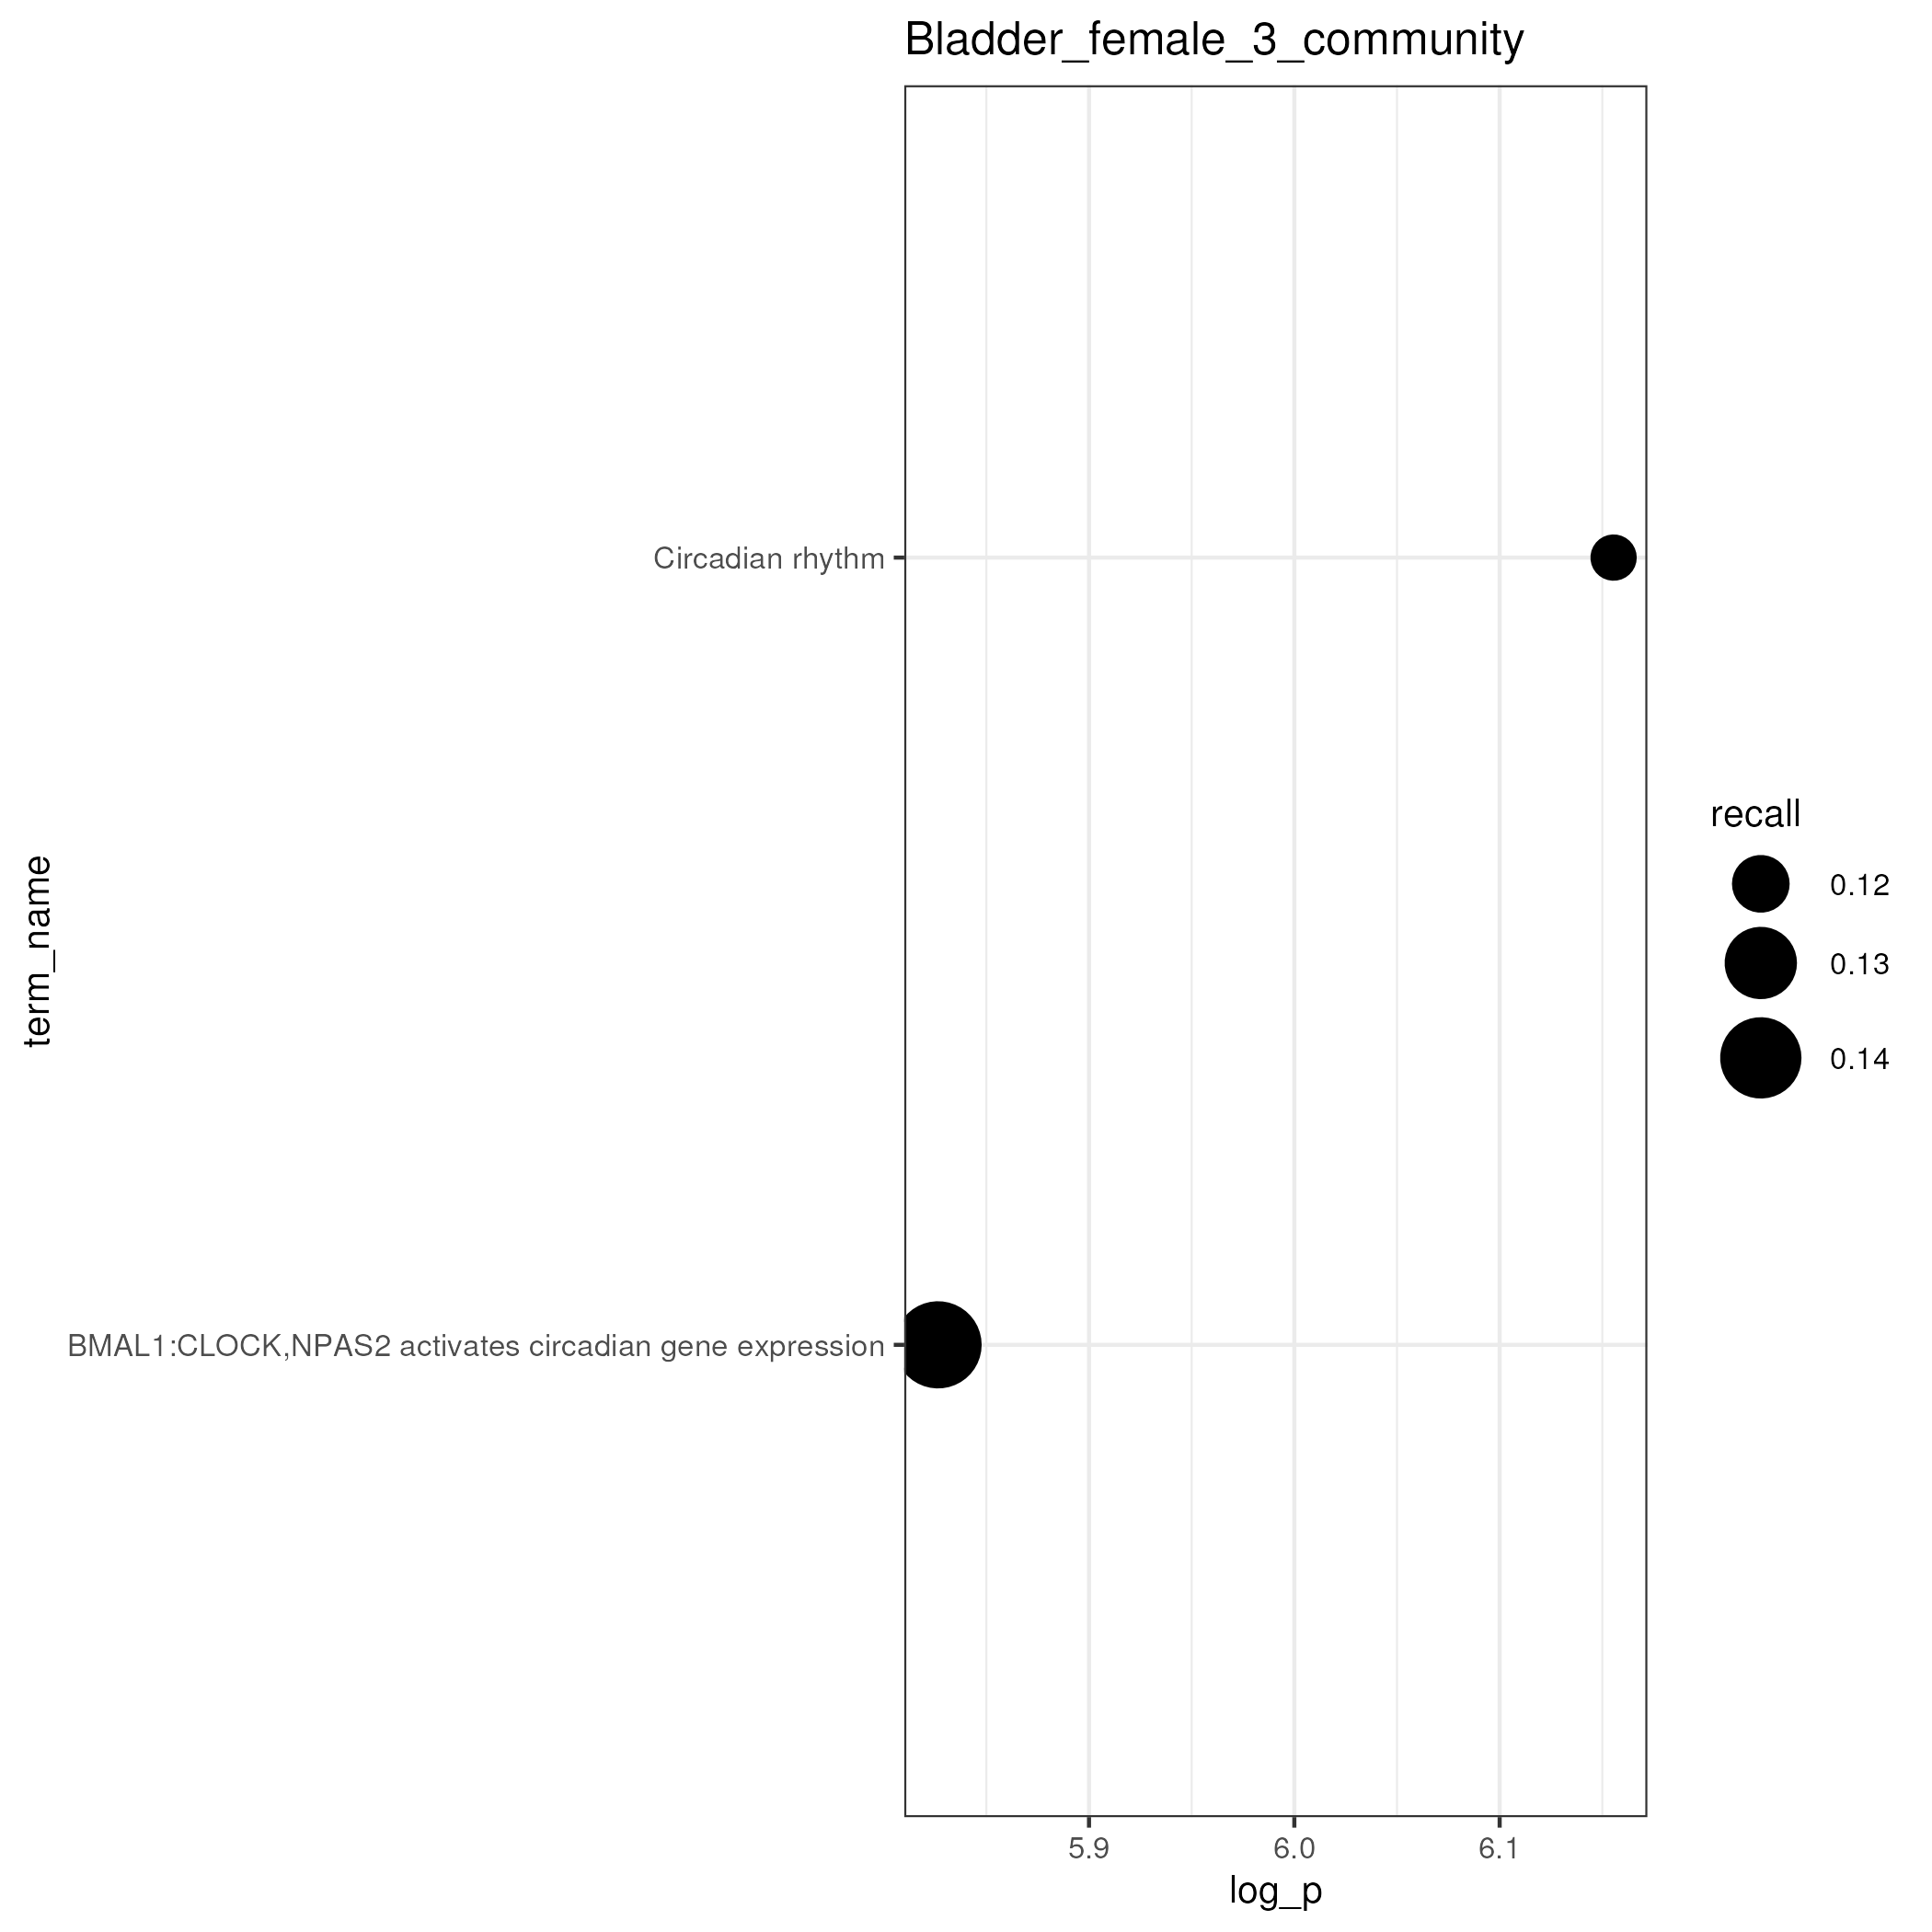 Bladder_female_3_community
term_name
Circadian rhythm
BMAL1:CLOCK,NPAS2 activates circadian gene expression
5.9
6.0
6.1
log_p
recall
0.12
0.13
0.14